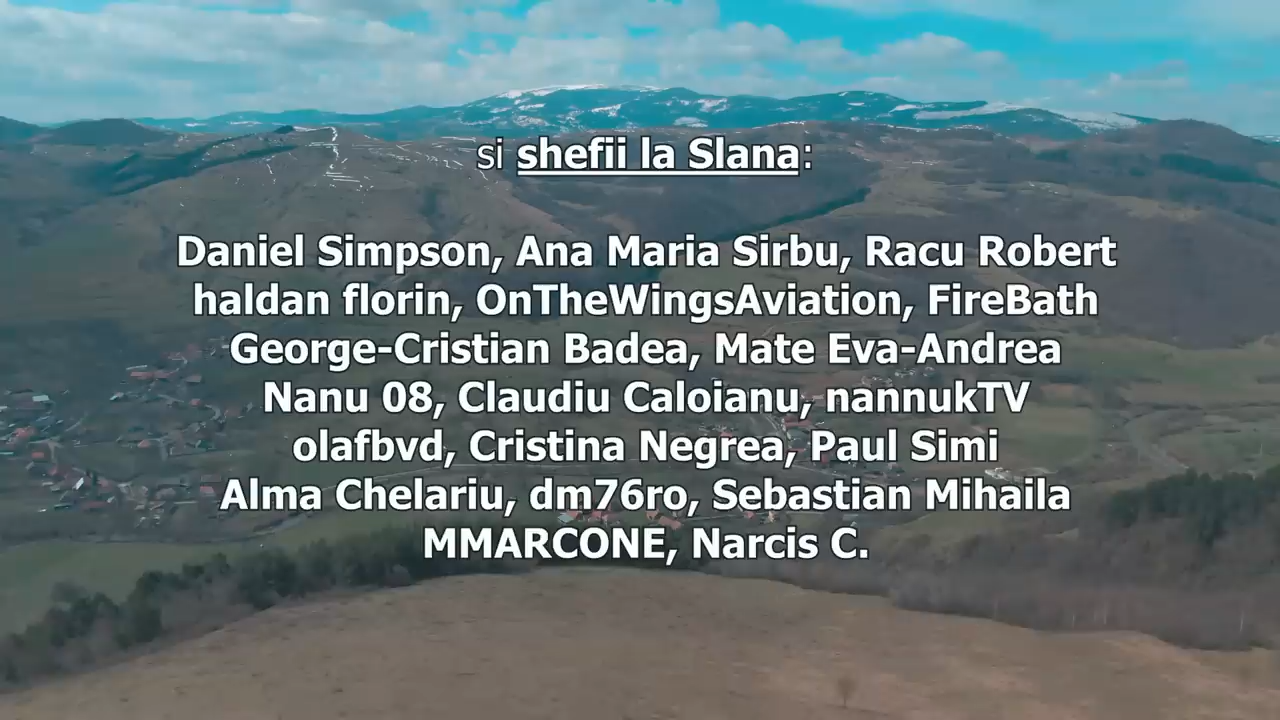 si shefii la Slana:
Daniel Simpson, Ana Maria Sirbu, Racu Robert
haldan florin, OnTheWingsAviation, FireBath
George-Cristian Badea, Mate Eva-Andrea
Nanu 08, Claudiu Caloianu, nannukTV
olafbvd, Cristina Negrea, Paul Simi
Alma Chelariu, dm76ro, Sebastian Mihaila
MMARCONE, Narcis C.